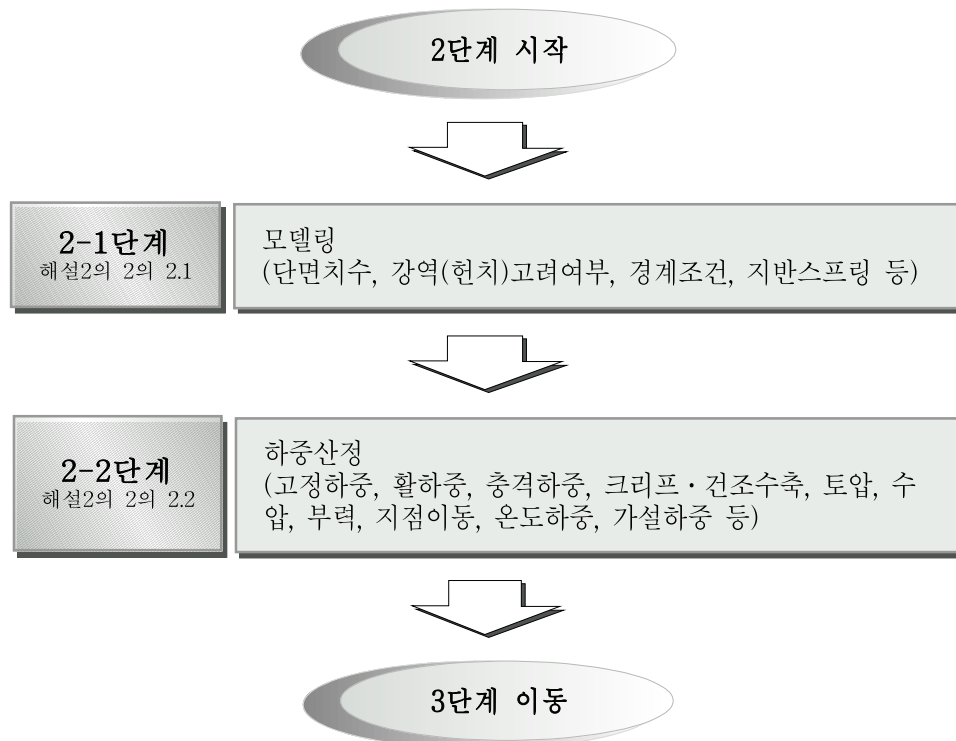 2단계 시작
2-1단계
해설2의 2의 2.1
모델링
(단면치수, 강역(헌치)고려여부, 경계조건, 지반스프링 등)
2-2단계
해설2의 2의 2.2
하중산정
(고정하중, 활하중, 충격하중, 크리프·건조수축, 토압, 수
압, 부력, 지점이동, 온도하중, 가설하중 등)
3단계 이동